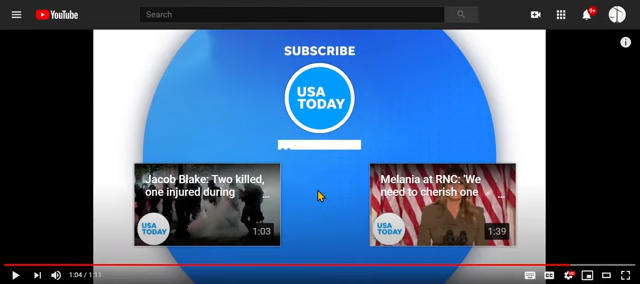 YouTube
Search
9+
SUBSCRIBE
USA
TODAY
Jacob Blake: Two killed,
one injured during
...
USA
TODAY
1:03
Melania at RNC: 'We
need to cherish one
...
USA
TODAY
1:39
1:04 / 1:11
CC